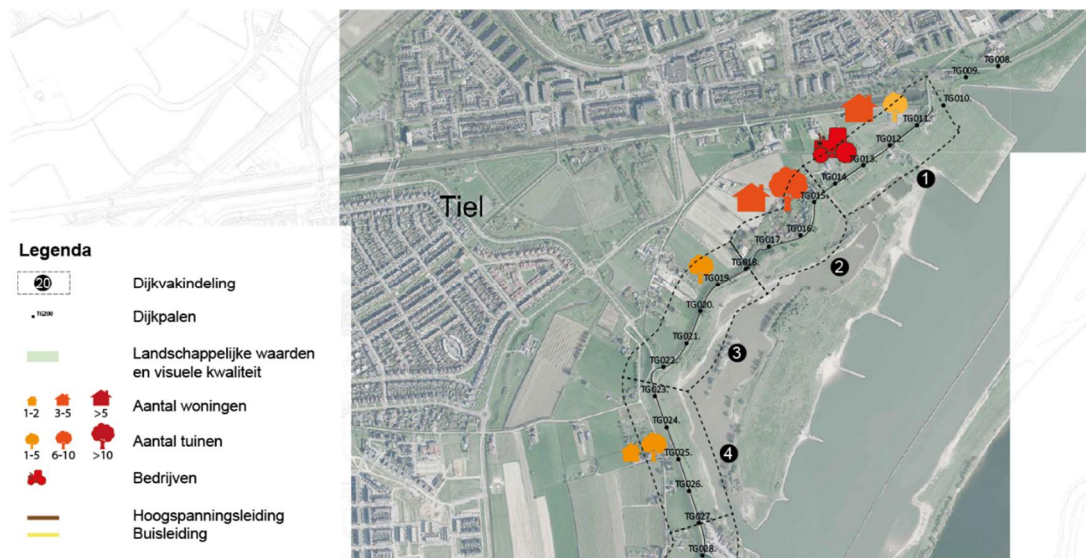 TG008.
TG009.
TG010.
TG011.
TG012.
TG013.
TG014.
1
TG015.
Tiel
TG016.
TG017.
TG018.
2
TG019.
TG020.
TG021.
3
TG022.
TG023.
TG024.
4
TG025.
TG026.
TG027.
TG028.
Legenda
20 Dijkvakindeling
TG200 Dijkpalen
Landschappelijke waarden
en visuele kwaliteit
Aantal woningen
1-2 3-5 >5
Aantal tuinen
1-5 6-10 >10
Bedrijven
Hoogspanningsleiding
Buisleiding